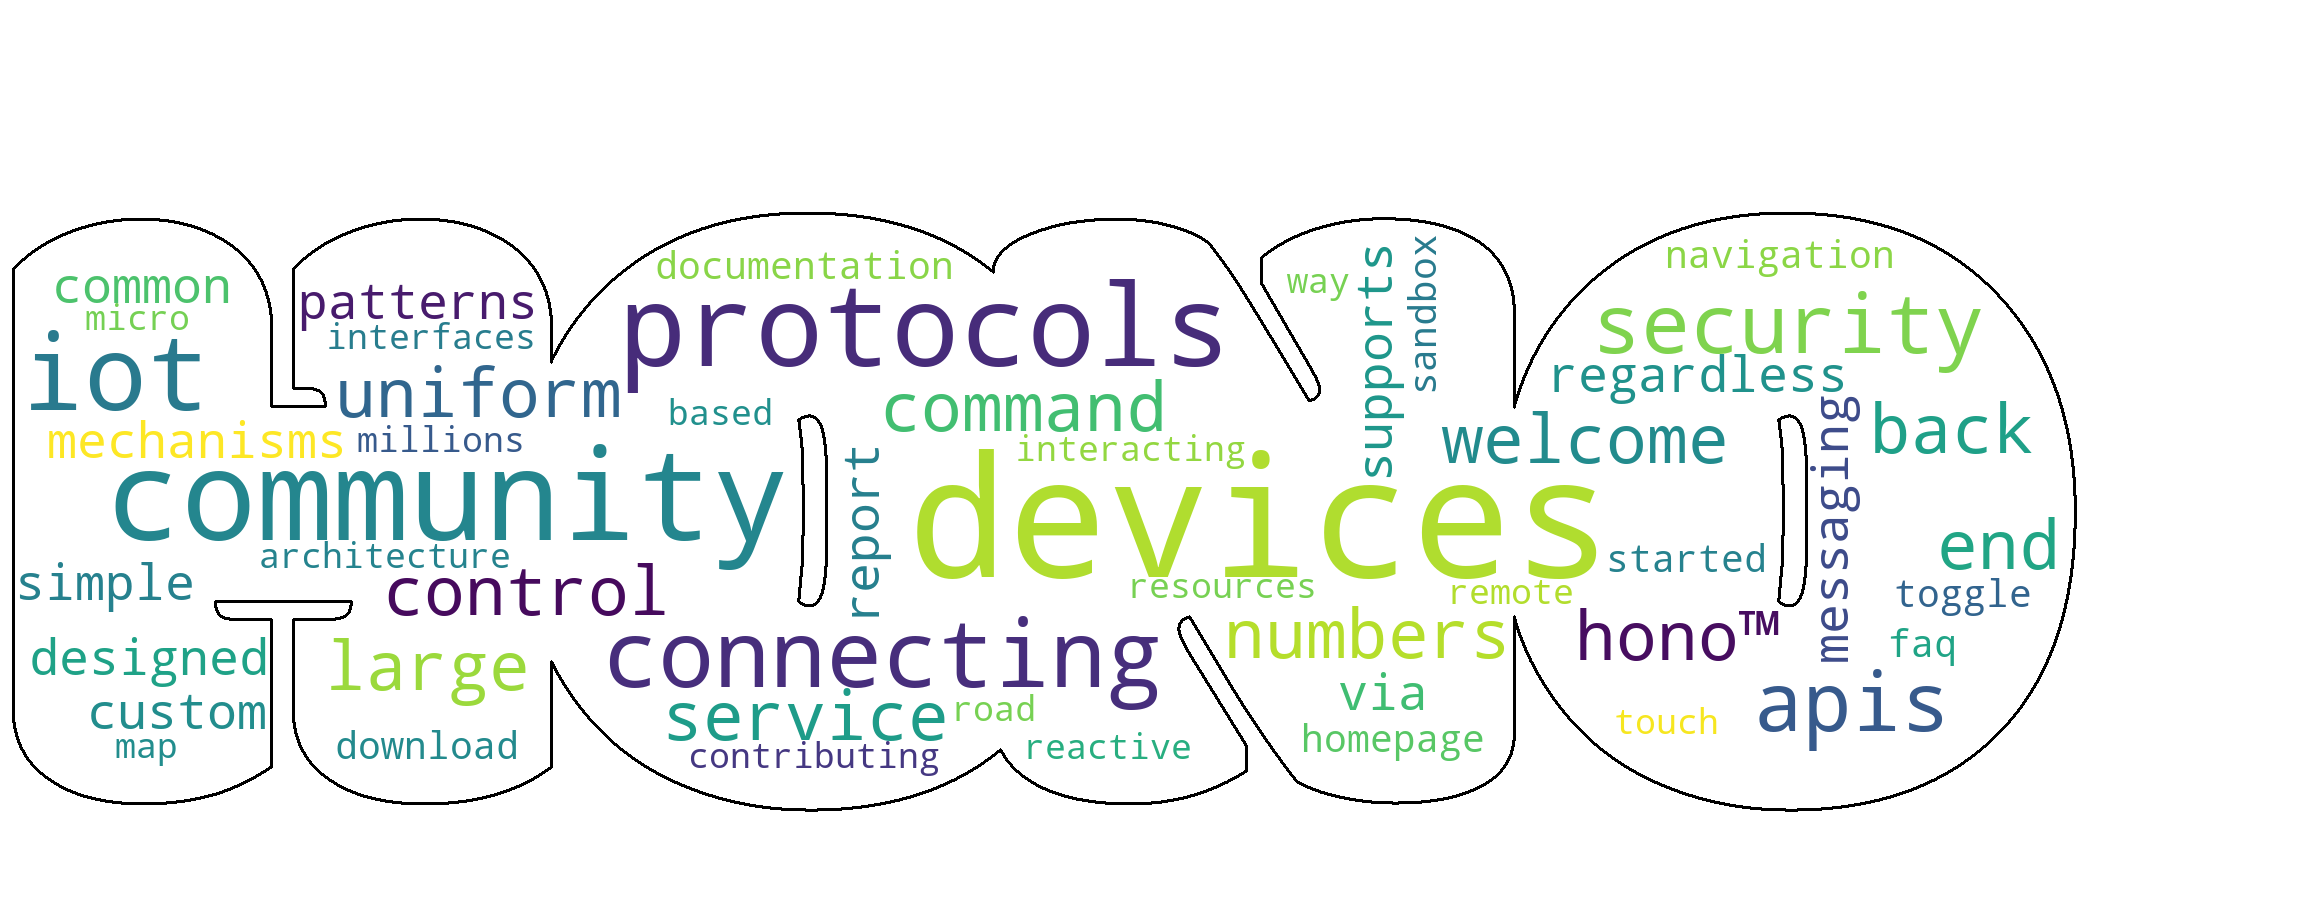 common
micro
iot
mechanisms
community
architecture
simple
designed
custom
map
patterns
interfaces
uniform
millions
control
large
download
documentation
protocols
based
command
interacting
report
devices
resources
connecting
service
road
contributing
reactive
way
supports
sandbox
welcome
started
remote
numbers
via
homepage
navigation
security
regardless
messaging
back
end
toggle
hono™
faq
apis
touch